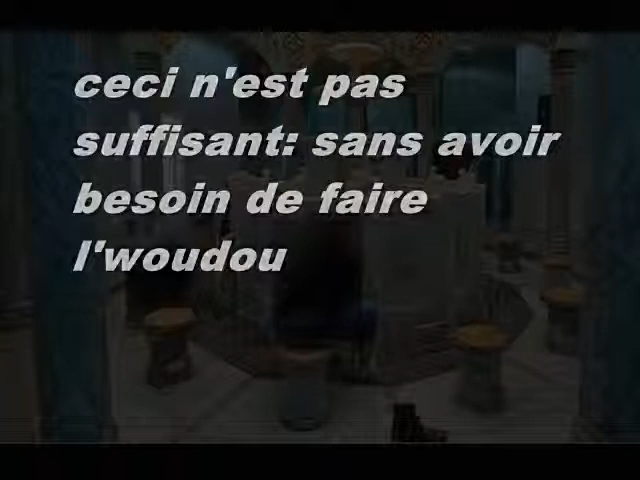 ceci n'est pas
suffisant: sans avoir
besoin de faire
l'woudou